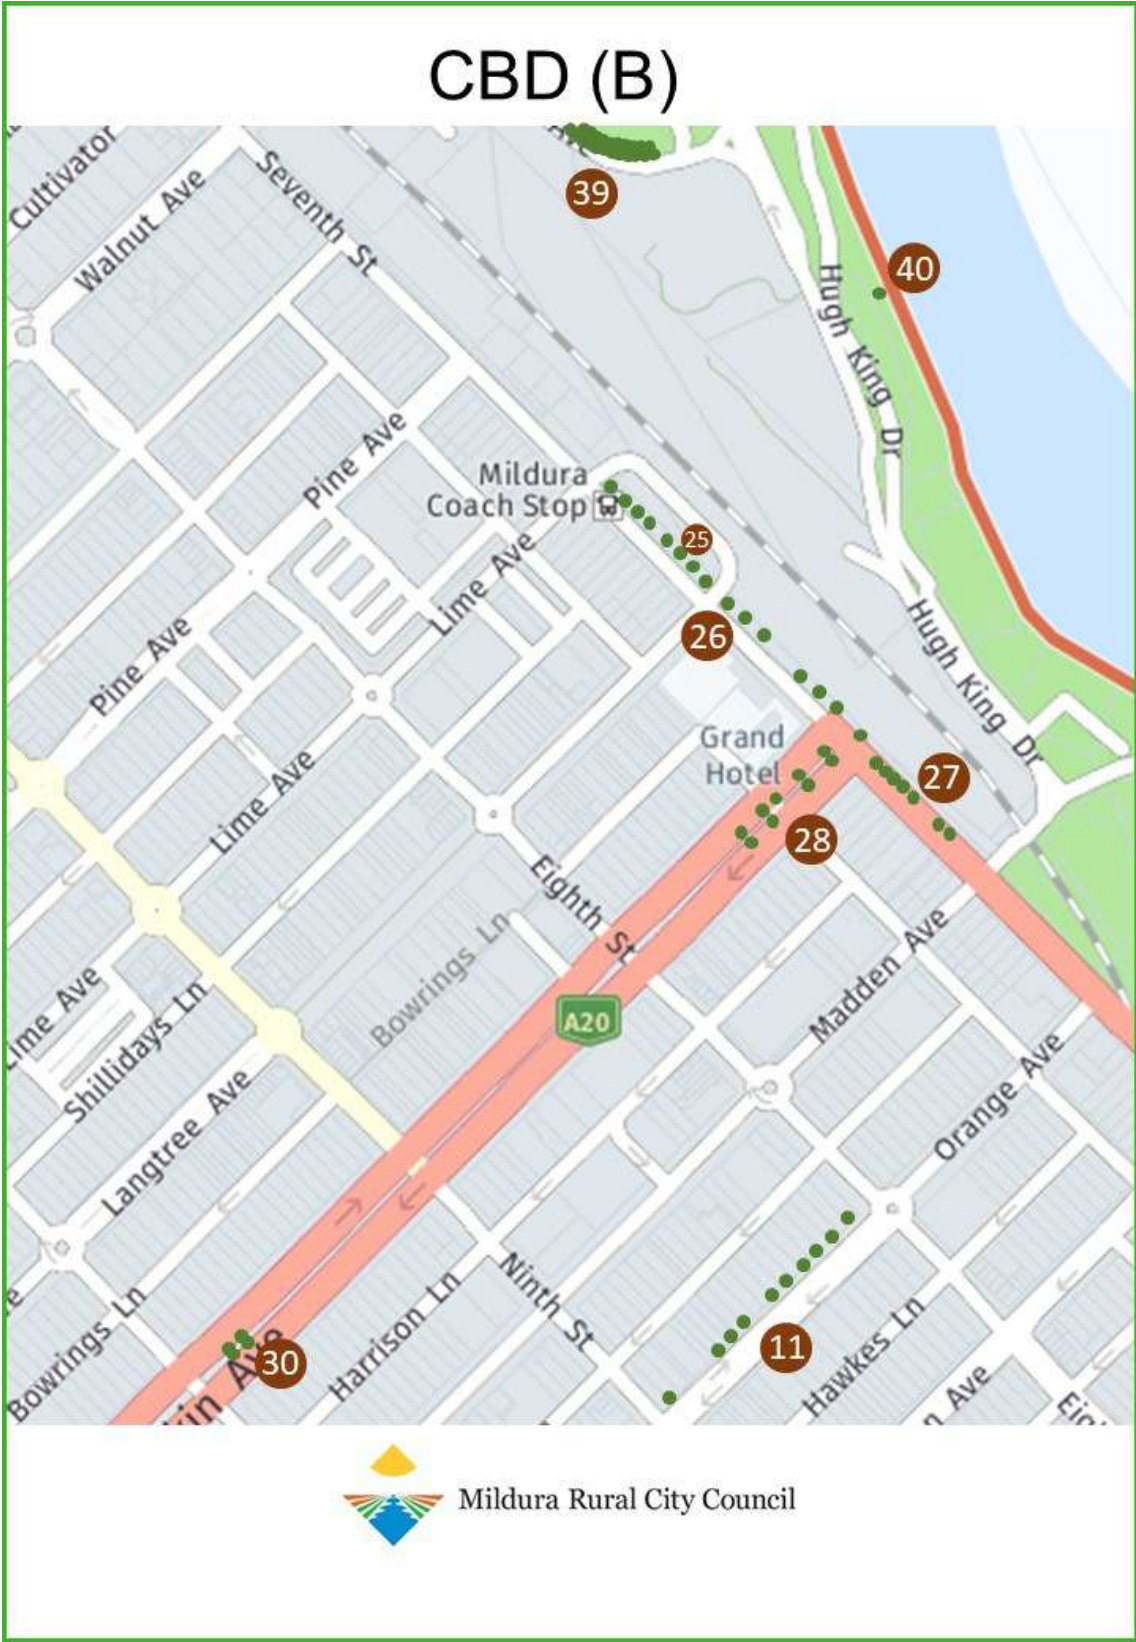 CBD (B)
Cultivator
Walnut Ave
Seventh St
39
40
Hugh King Dr
Pine Ave
Mildura
Coach Stop
25
Lime Ave
26
Hugh King Dr
Pine Ave
Grand
Hotel
27
Lime Ave
28
Eighth St
Bowrings Ln
Madden Ave
Lime Ave
Shillidays Ln
A20
Orange Ave
Langtree Ave
Ninth St
Harrison Ln
Bowrings Ln
30
11
Hawkes Ln
Mildura Rural City Council